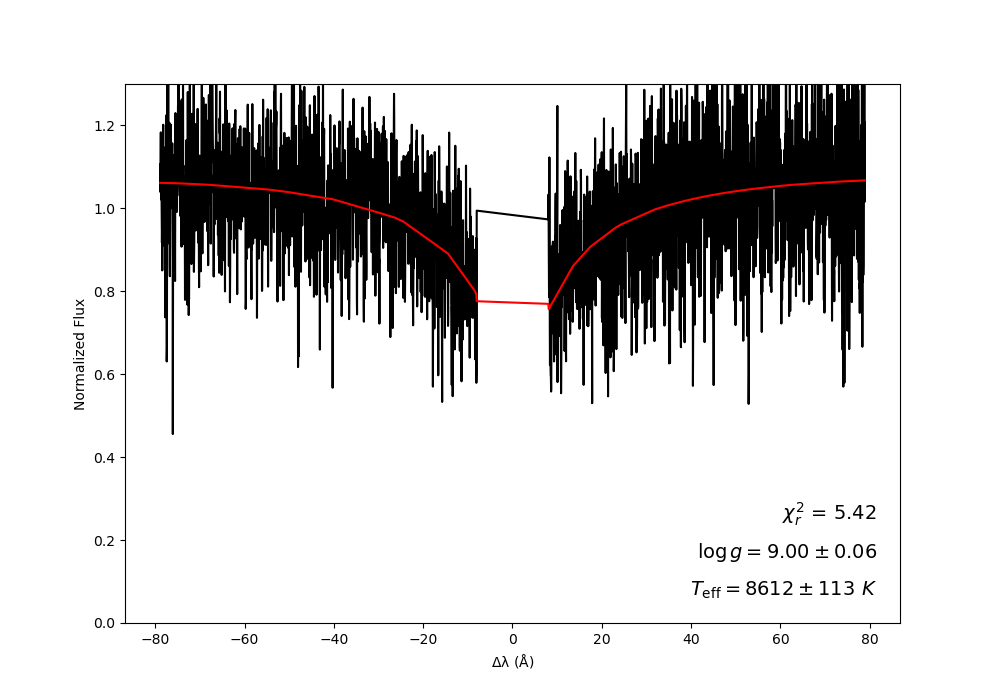 1.2
1.0
0.8
0.6
0.4
0.2
0.0
Normalized Flux
−80 −60 −40 −20 0 20 40 60 80
Δλ (Å)
χ²ᵣ = 5.42
log g = 9.00 ± 0.06
T_eff = 8612 ± 113 K